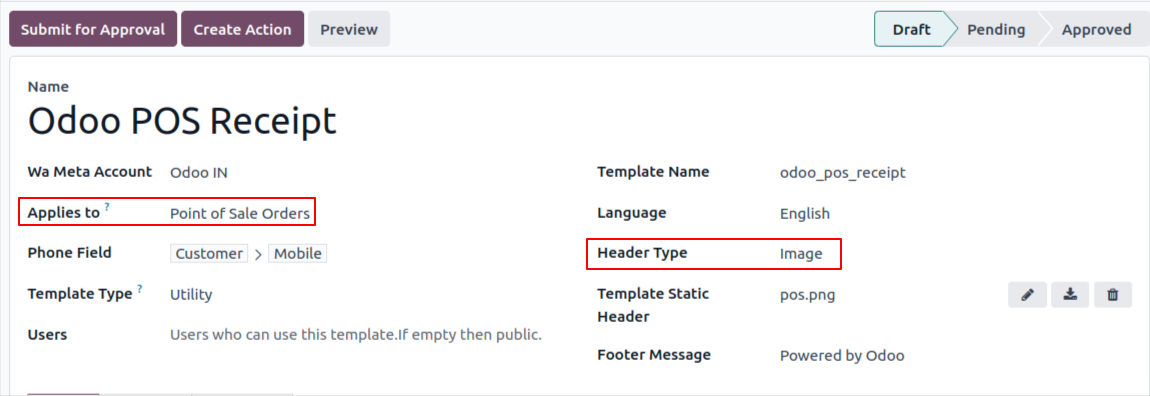 Submit for Approval Create Action Preview Draft Pending Approved
Name
Odoo POS Receipt
Wa Meta Account Odoo IN Template Name odoo_pos_receipt
Applies to ? Point of Sale Orders Language English
Phone Field Customer > Mobile Header Type Image
Template Type ? Utility Template Static Header pos.png
Users Users who can use this template.If empty then public.
Footer Message Powered by Odoo